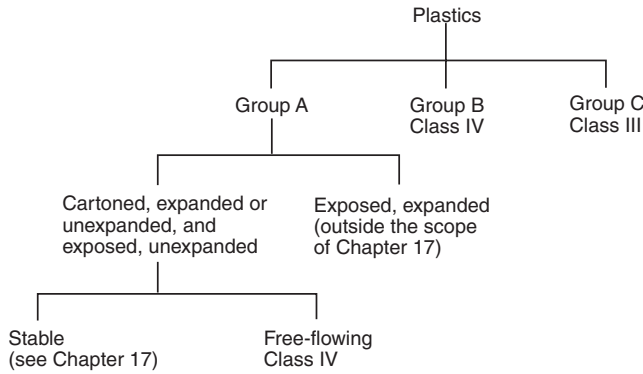 Plastics
Group A
Group B
Class IV
Group C
Class III
Cartoned, expanded or
unexpanded, and
exposed, unexpanded
Exposed, expanded
(outside the scope
of Chapter 17)
Stable
(see Chapter 17)
Free-flowing
Class IV